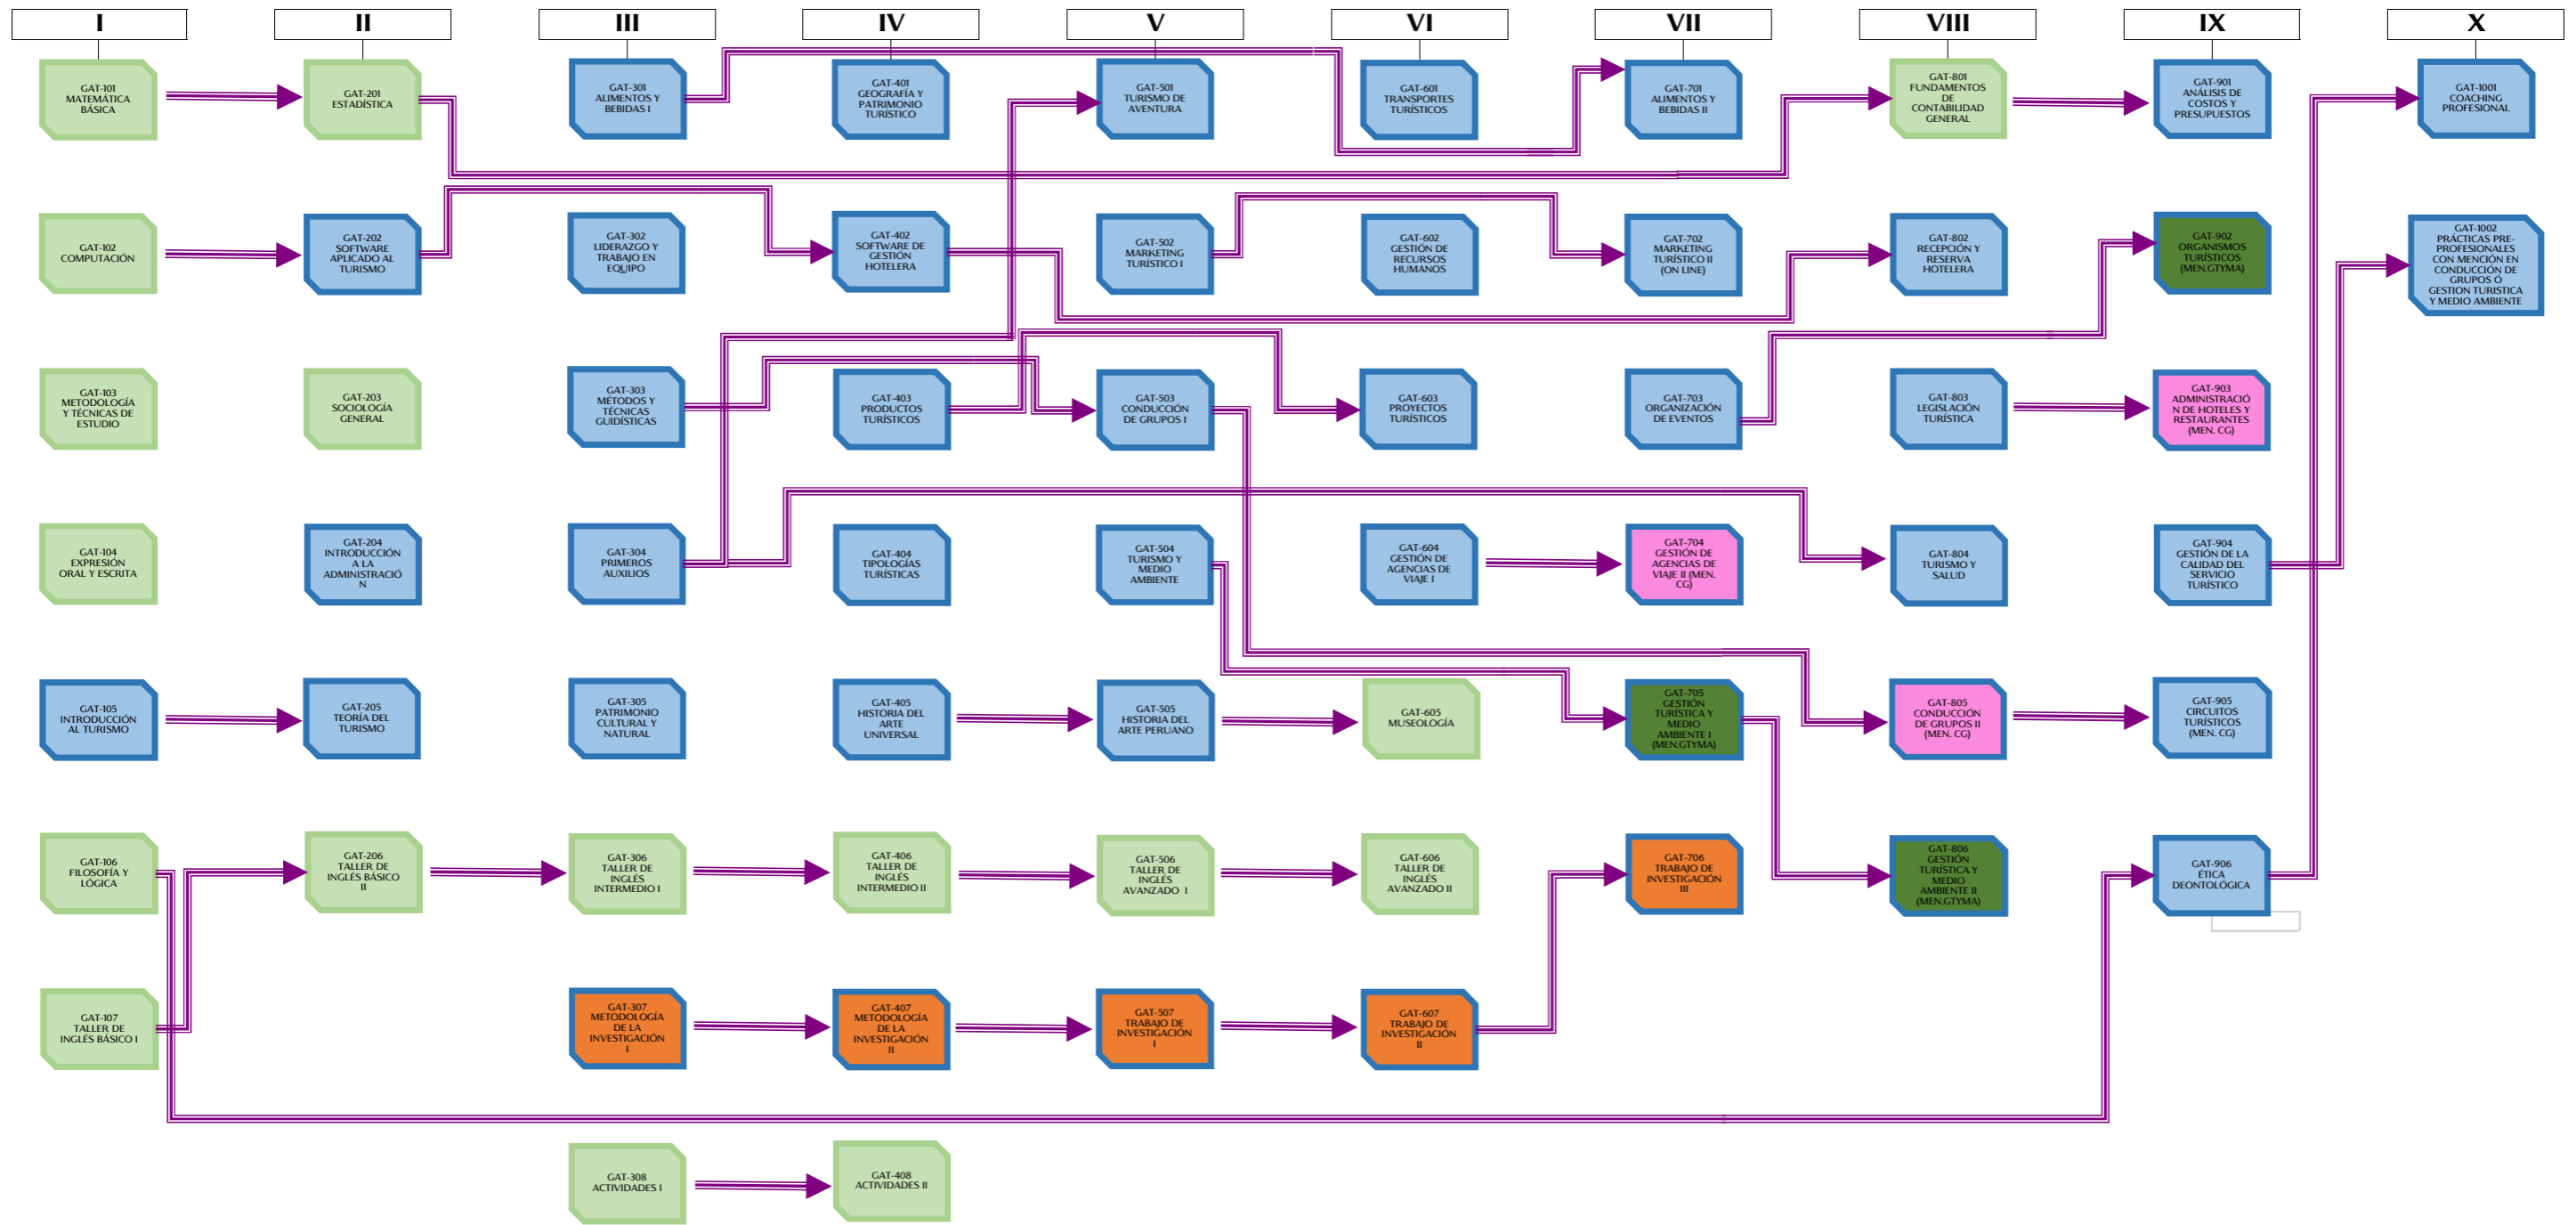 I
II
III
IV
V
VI
VII
VIII
IX
X
GAT-101
MATEMÁTICA
BÁSICA
GAT-201
ESTADÍSTICA
GAT-301
ALIMENTOS Y
BEBIDAS I
GAT-401
GEOGRAFÍA Y
PATRIMONIO
TURÍSTICO
GAT-501
TURISMO DE
AVENTURA
GAT-601
TRANSPORTES
TURÍSTICOS
GAT-701
ALIMENTOS Y
BEBIDAS II
GAT-801
FUNDAMENTOS
DE
CONTABILIDAD
GENERAL
GAT-901
ANÁLISIS DE
COSTOS Y
PRESUPUESTOS
GAT-1001
COACHING
PROFESIONAL
GAT-102
COMPUTACIÓN
GAT-202
SOFTWARE
APLICADO AL
TURISMO
GAT-302
LIDERAZGO Y
TRABAJO EN
EQUIPO
GAT-402
SOFTWARE DE
GESTIÓN
HOTELERA
GAT-502
MARKETING
TURÍSTICO I
GAT-602
GESTIÓN DE
RECURSOS
HUMANOS
GAT-702
MARKETING
TURÍSTICO II
(ON LINE)
GAT-802
RECEPCIÓN Y
RESERVA
HOTELERA
GAT-902
ORGANISMOS
TURÍSTICOS
(MEN.GTYMA)
GAT-1002
PRÁCTICAS PRE-
PROFESIONALES
CON MENCIÓN EN
CONDUCCIÓN DE
GRUPOS Ó
GESTION TURISTICA
Y MEDIO AMBIENTE
GAT-103
METODOLOGÍA
Y TÉCNICAS DE
ESTUDIO
GAT-203
SOCIOLOGÍA
GENERAL
GAT-303
MÉTODOS Y
TÉCNICAS
GUIDÍSTICAS
GAT-403
PRODUCTOS
TURÍSTICOS
GAT-503
CONDUCCIÓN
DE GRUPOS I
GAT-603
PROYECTOS
TURÍSTICOS
GAT-703
ORGANIZACIÓN
DE EVENTOS
GAT-803
LEGISLACIÓN
TURÍSTICA
GAT-903
ADMINISTRACIÓ
N DE HOTELES Y
RESTAURANTES
(MEN. CG)
GAT-104
EXPRESIÓN
ORAL Y ESCRITA
GAT-204
INTRODUCCIÓN
A LA
ADMINISTRACIÓ
N
GAT-304
PRIMEROS
AUXILIOS
GAT-404
TIPOLOGÍAS
TURÍSTICAS
GAT-504
TURISMO Y
MEDIO
AMBIENTE
GAT-604
GESTIÓN DE
AGENCIAS DE
VIAJE I
GAT-704
GESTIÓN DE
AGENCIAS DE
VIAJE II (MEN.
CG)
GAT-804
TURISMO Y
SALUD
GAT-904
GESTIÓN DE LA
CALIDAD DEL
SERVICIO
TURÍSTICO
GAT-105
INTRODUCCIÓN
AL TURISMO
GAT-205
TEORÍA DEL
TURISMO
GAT-305
PATRIMONIO
CULTURAL Y
NATURAL
GAT-405
HISTORIA DEL
ARTE
UNIVERSAL
GAT-505
HISTORIA DEL
ARTE PERUANO
GAT-605
MUSEOLOGÍA
GAT-705
GESTIÓN
TURÍSTICA Y
MEDIO
AMBIENTE I
(MEN.GTYMA)
GAT-805
CONDUCCIÓN
DE GRUPOS II
(MEN. CG)
GAT-905
CIRCUITOS
TURÍSTICOS
(MEN. CG)
GAT-106
FILOSOFÍA Y
LÓGICA
GAT-206
TALLER DE
INGLÉS BÁSICO
II
GAT-306
TALLER DE
INGLÉS
INTERMEDIO I
GAT-406
TALLER DE
INGLÉS
INTERMEDIO II
GAT-506
TALLER DE
INGLÉS
AVANZADO I
GAT-606
TALLER DE
INGLÉS
AVANZADO II
GAT-706
TRABAJO DE
INVESTIGACIÓN
III
GAT-806
GESTIÓN
TURÍSTICA Y
MEDIO
AMBIENTE II
(MEN.GTYMA)
GAT-906
ÉTICA
DEONTOLÓGICA
GAT-107
TALLER DE
INGLÉS BÁSICO I
GAT-307
METODOLOGÍA
DE LA
INVESTIGACIÓN
I
GAT-407
METODOLOGÍA
DE LA
INVESTIGACIÓN
II
GAT-507
TRABAJO DE
INVESTIGACIÓN
I
GAT-607
TRABAJO DE
INVESTIGACIÓN
II
GAT-308
ACTIVIDADES I
GAT-408
ACTIVIDADES II